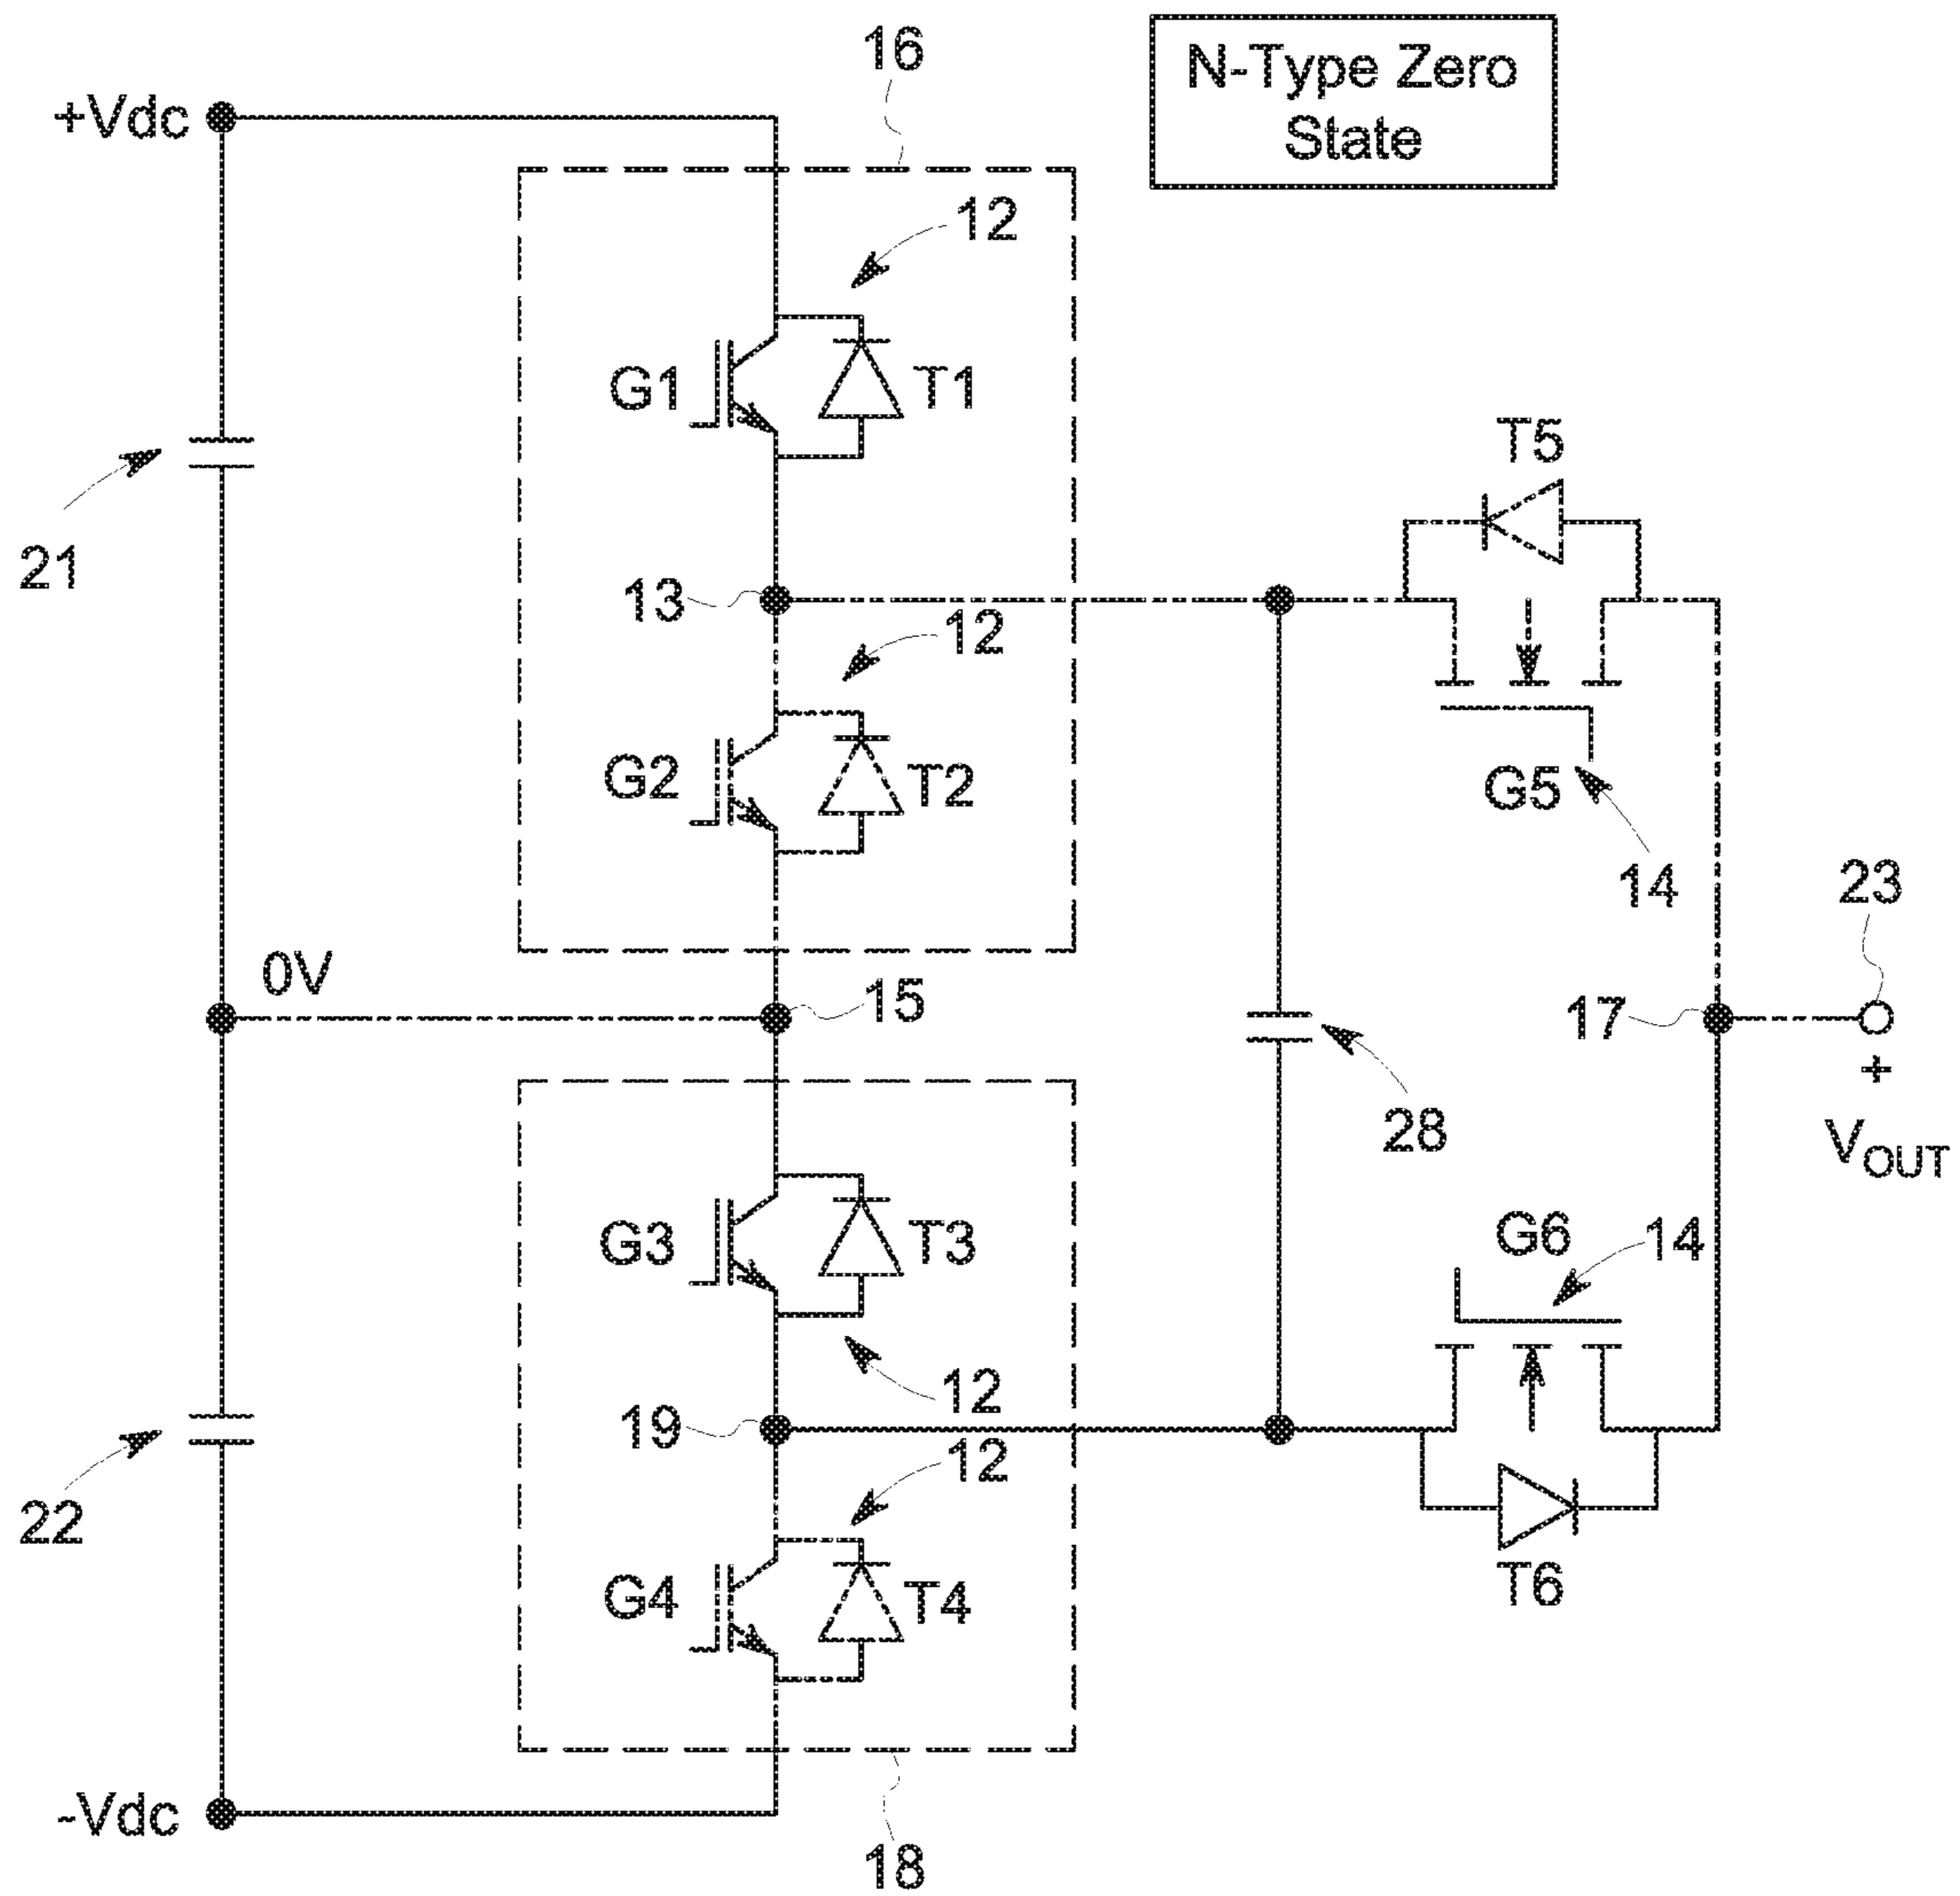 16
N-Type Zero
State
+Vdc
12
G1
T1
T5
21
13
12
G2
T2
G5
14
23
0V
15
17
+
28
VOUT
G3
T3
G6
14
12
19
12
22
G4
T4
T6
-Vdc
18